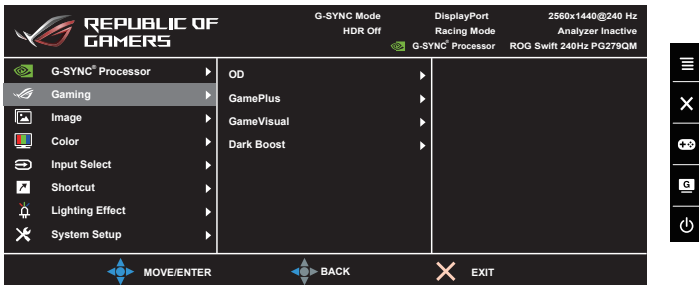 REPUBLIC OF
GAMERS
G-SYNC Mode
HDR Off
DisplayPort
Racing Mode
G-SYNC® Processor
2560x1440@240 Hz
Analyzer Inactive
ROG Swift 240Hz PG279QM
G-SYNC® Processor
Gaming
Image
Color
Input Select
Shortcut
Lighting Effect
System Setup
OD
GamePlus
GameVisual
Dark Boost
MOVE/ENTER
BACK
EXIT
G